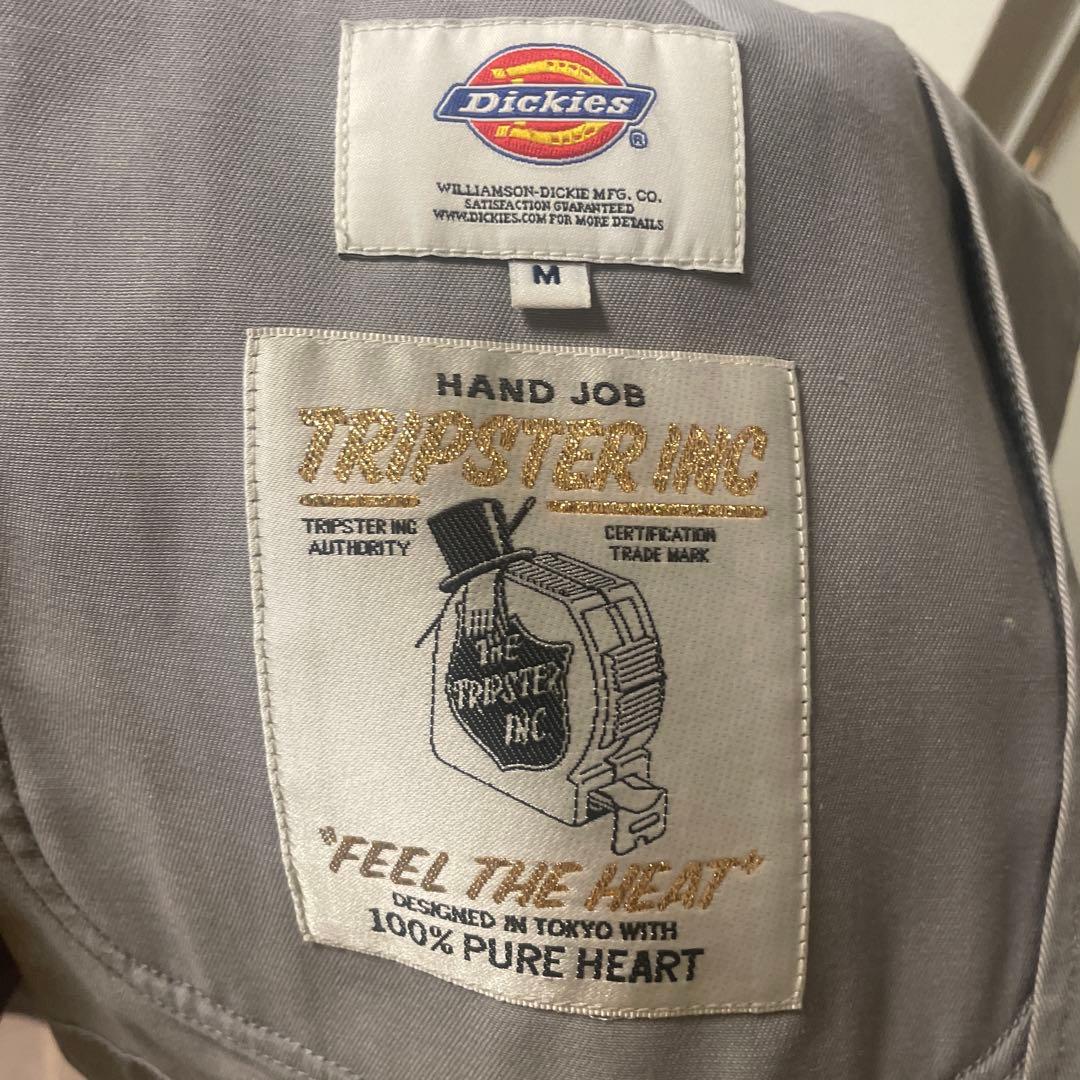 Dickies
®
WILLIAMSON-DICKIE MFG. CO.
SATISFACTION GUARANTEED
WWW.DICKIES.COM FOR MORE DETAILS
M
HAND JOB
TRIPSTER INC
TRIPSTER INC
AUTHORITY
CERTIFICATION
TRADE MARK
THE
TRIPSTER
INC
"FEEL THE HEAT"
DESIGNED IN TOKYO WITH
100% PURE HEART